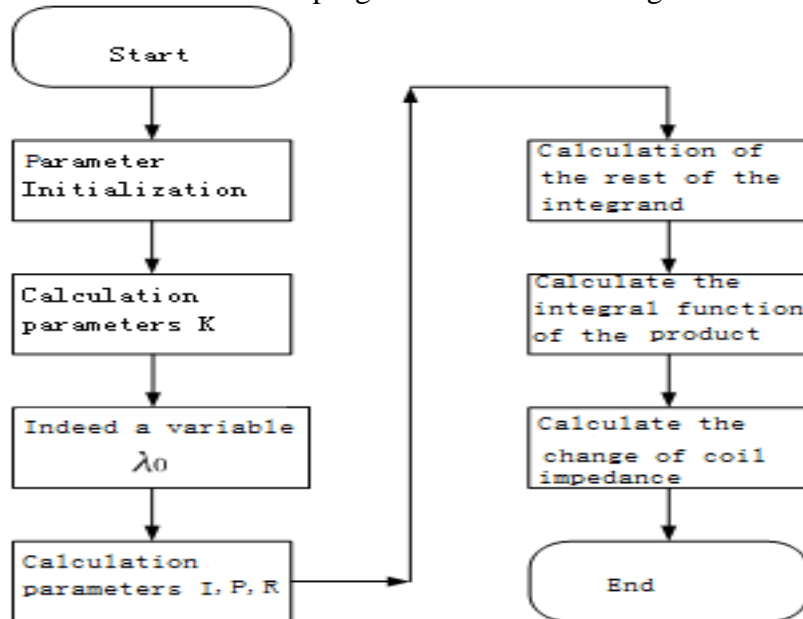 Start
Parameter
Initialization
Calculation
parameters K
Indeed a variable
λ0
Calculation
parameters I, P, R
Calculation of
the rest of the
integrand
Calculate the
integral function
of the product
Calculate the
change of coil
impedance
End